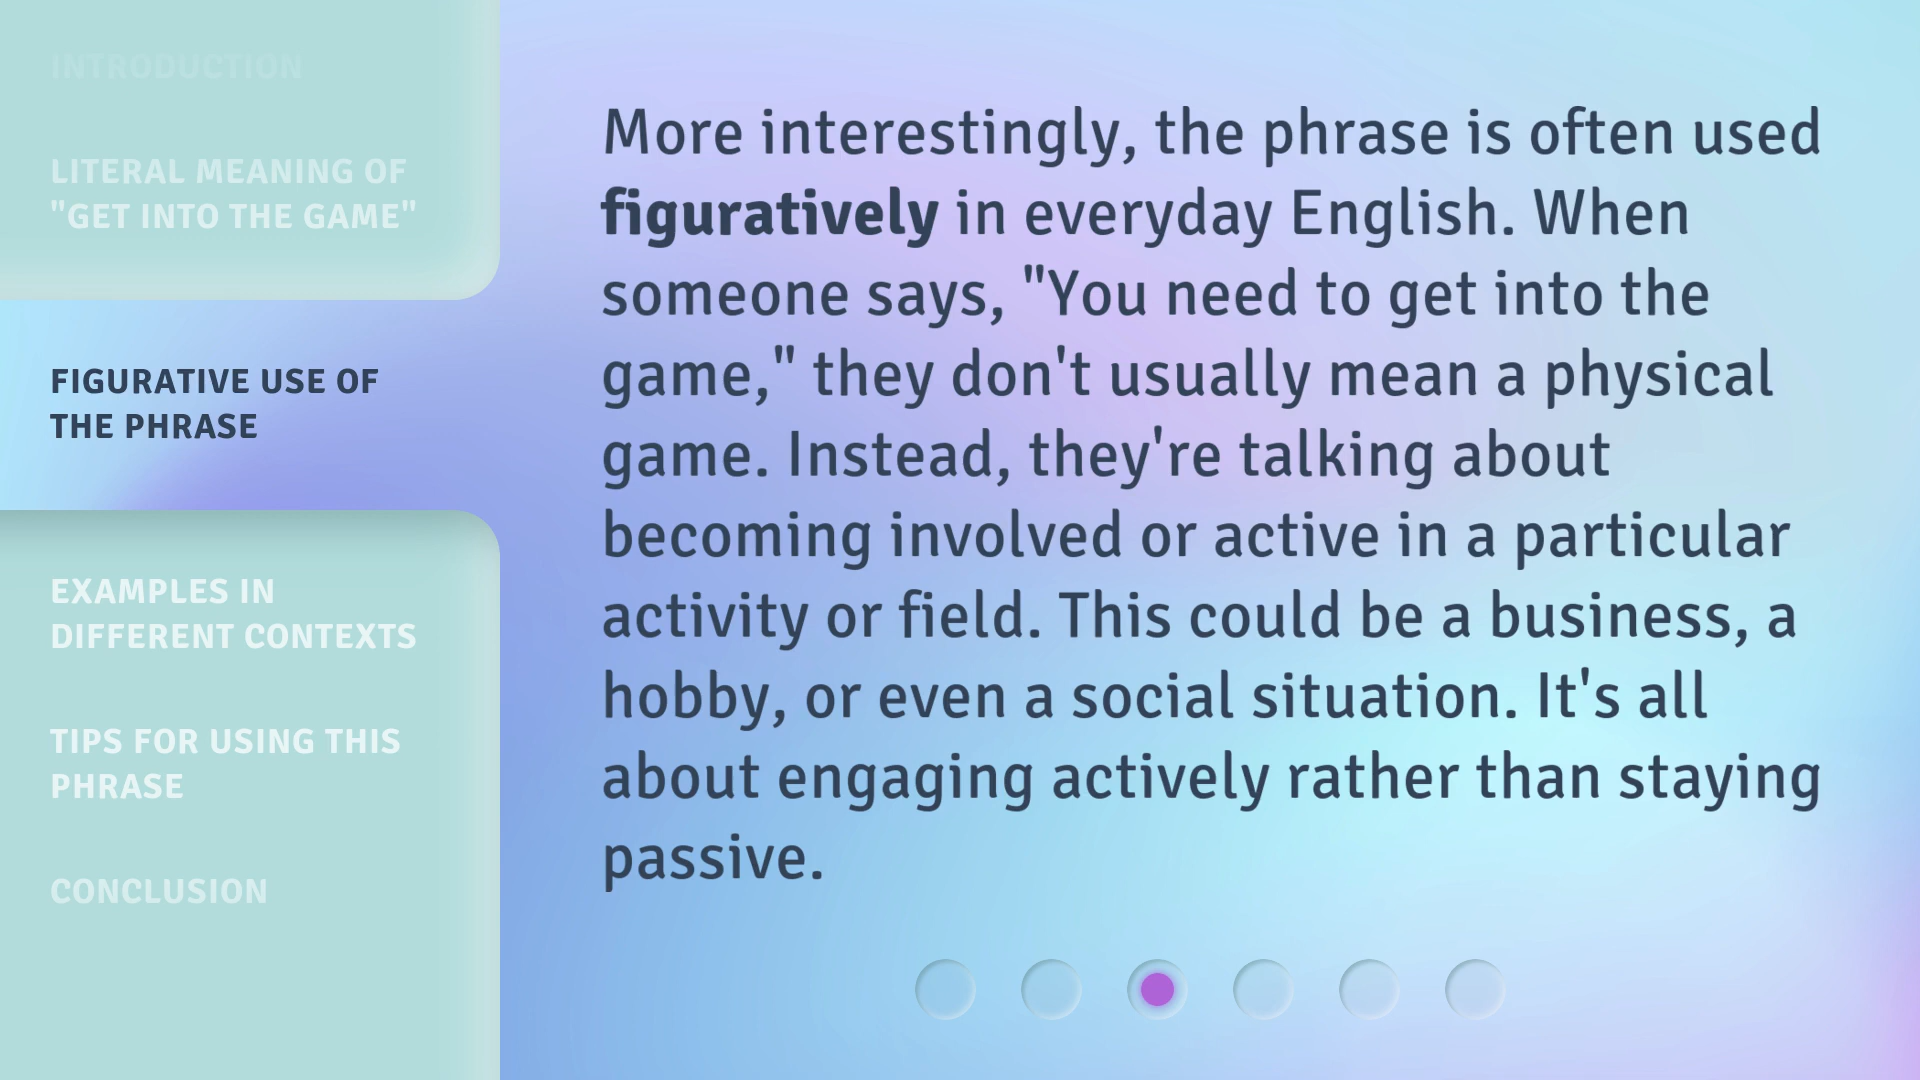 INTRODUCTION
LITERAL MEANING OF
"GET INTO THE GAME"
FIGURATIVE USE OF
THE PHRASE
EXAMPLES IN
DIFFERENT CONTEXTS
TIPS FOR USING THIS
PHRASE
CONCLUSION
More interestingly, the phrase is often used
figuratively in everyday English. When
someone says, "You need to get into the
game," they don't usually mean a physical
game. Instead, they're talking about
becoming involved or active in a particular
activity or field. This could be a business, a
hobby, or even a social situation. It's all
about engaging actively rather than staying
passive.